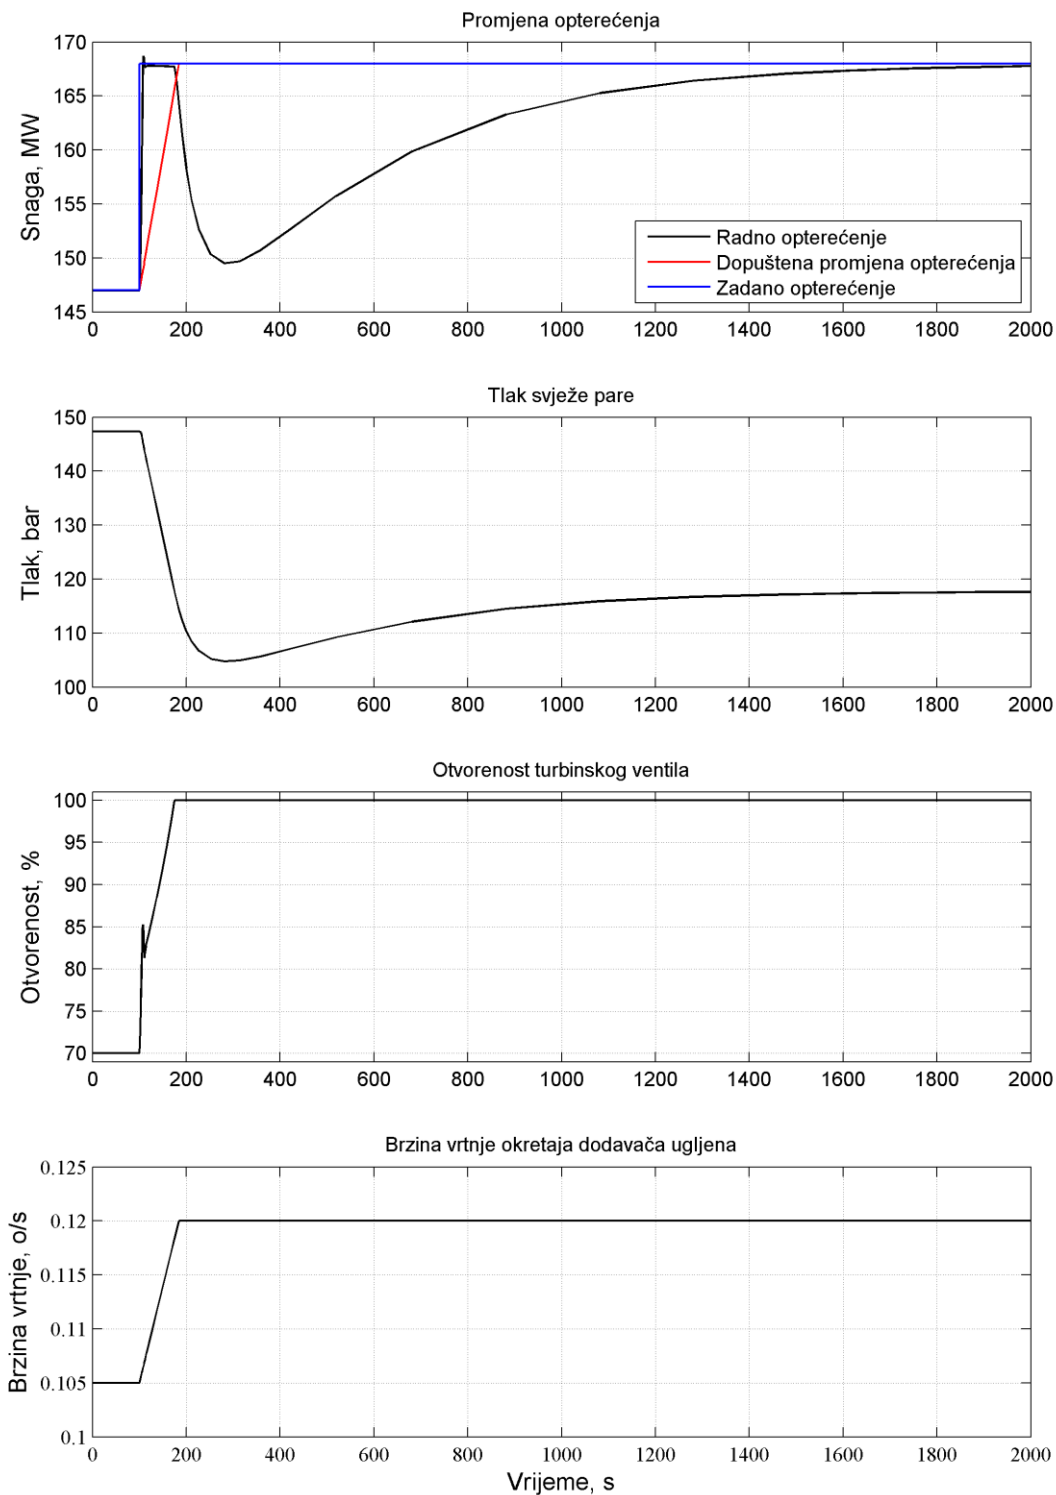 Promjena opterećenja
170
165
160
155
150
145
Snaga, MW
Radno opterećenje
Dopuštena promjena opterećenja
Zadano opterećenje
0 200 400 600 800 1000 1200 1400 1600 1800 2000
Tlak svježe pare
150
140
130
120
110
100
Tlak, bar
0 200 400 600 800 1000 1200 1400 1600 1800 2000
Otvorenost turbinskog ventila
100
95
90
85
80
75
70
Otvorenost, %
0 200 400 600 800 1000 1200 1400 1600 1800 2000
Brzina vrtnje okretaja dodavača ugljena
0.125
0.12
0.115
0.11
0.105
0.1
Brzina vrtnje, o/s
0 200 400 600 800 1000 1200 1400 1600 1800 2000
Vrijeme, s